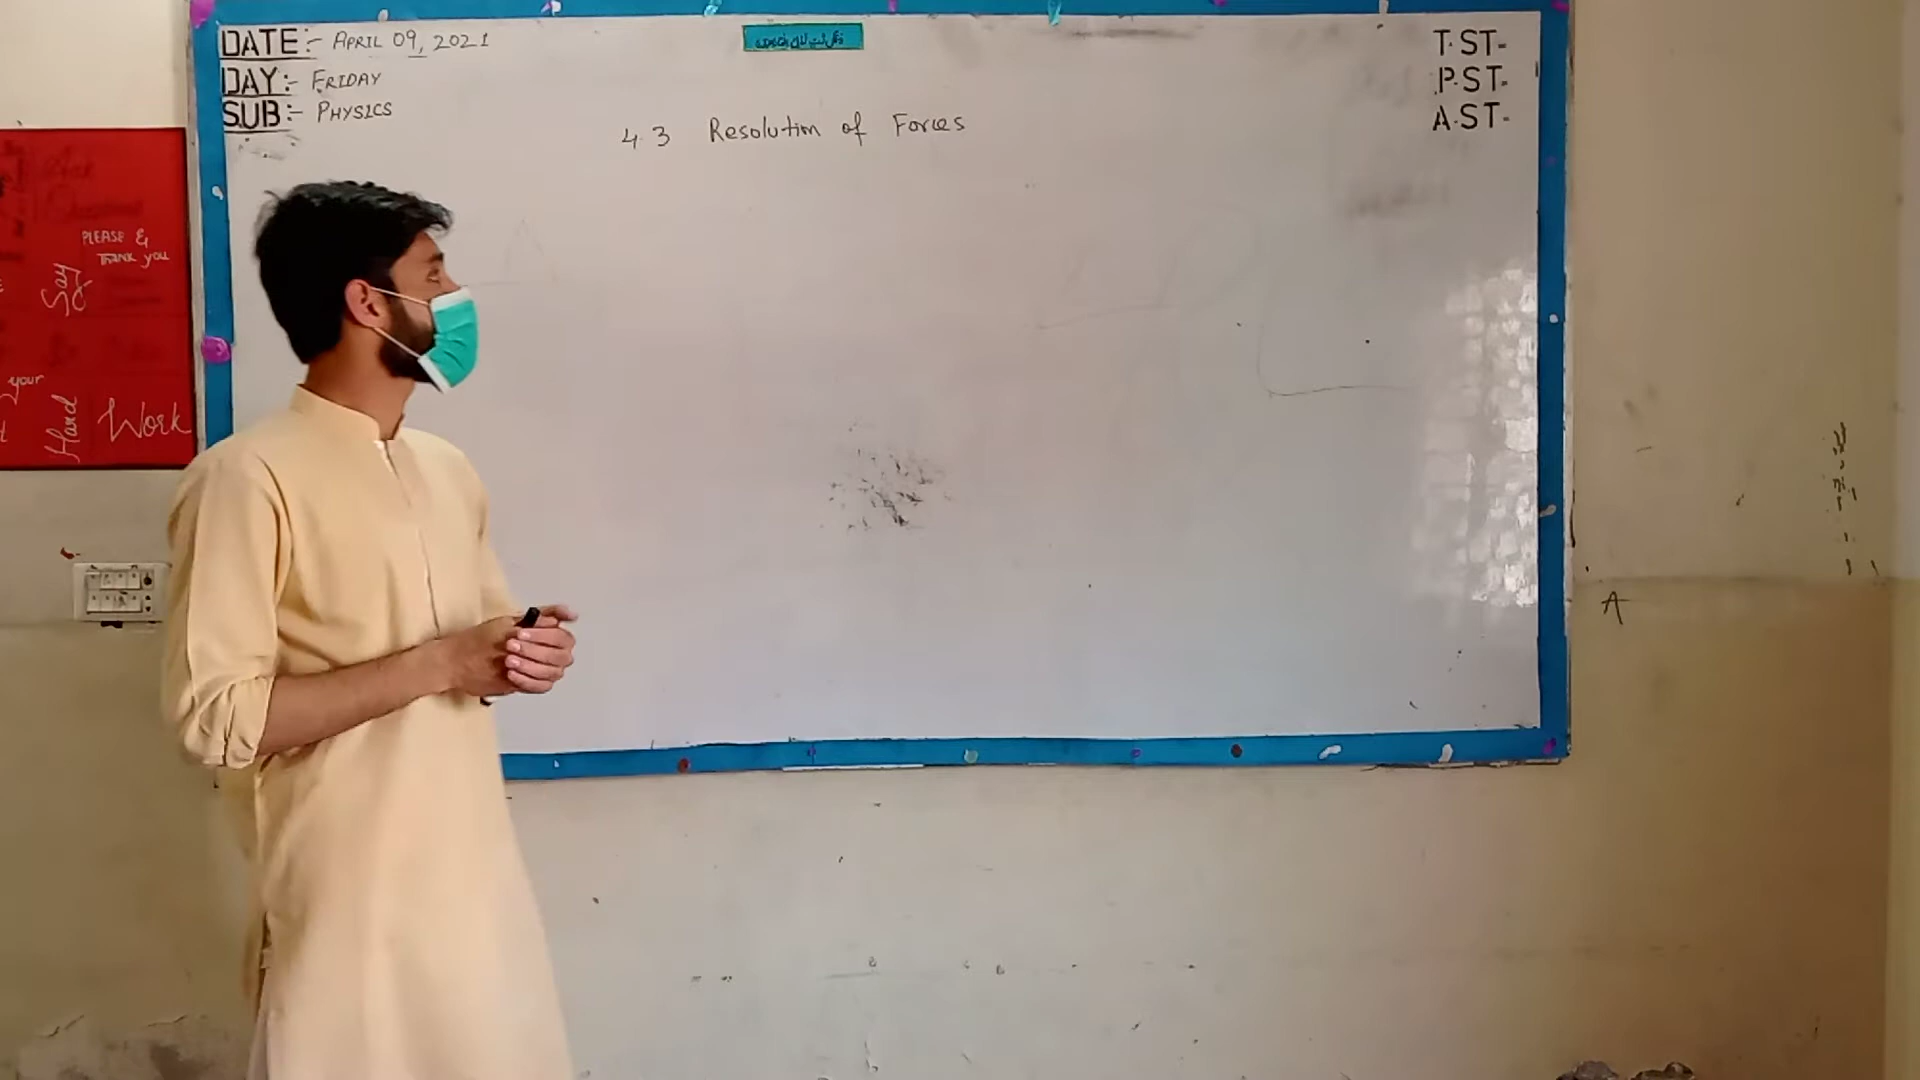 DATE:- APRIL 09, 2021
DAY:- FRIDAY
SUB:- PHYSICS
T.ST-
P.ST-
A.ST-
4.3 Resolution of Forces
PLEASE &
THANK you
Say
your
Hard Work
A